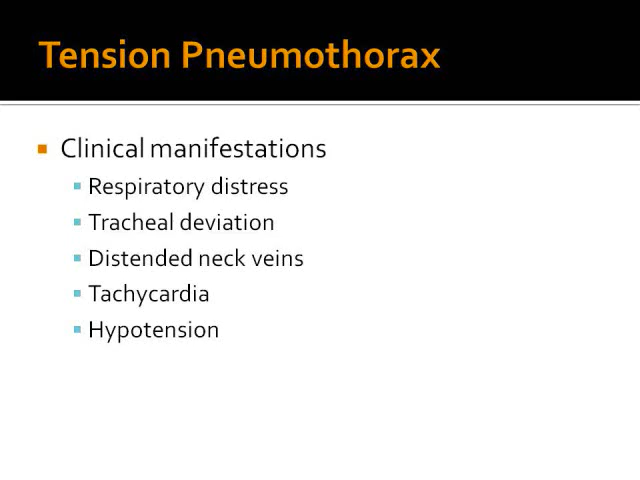 Tension Pneumothorax
Clinical manifestations
Respiratory distress
Tracheal deviation
Distended neck veins
Tachycardia
Hypotension